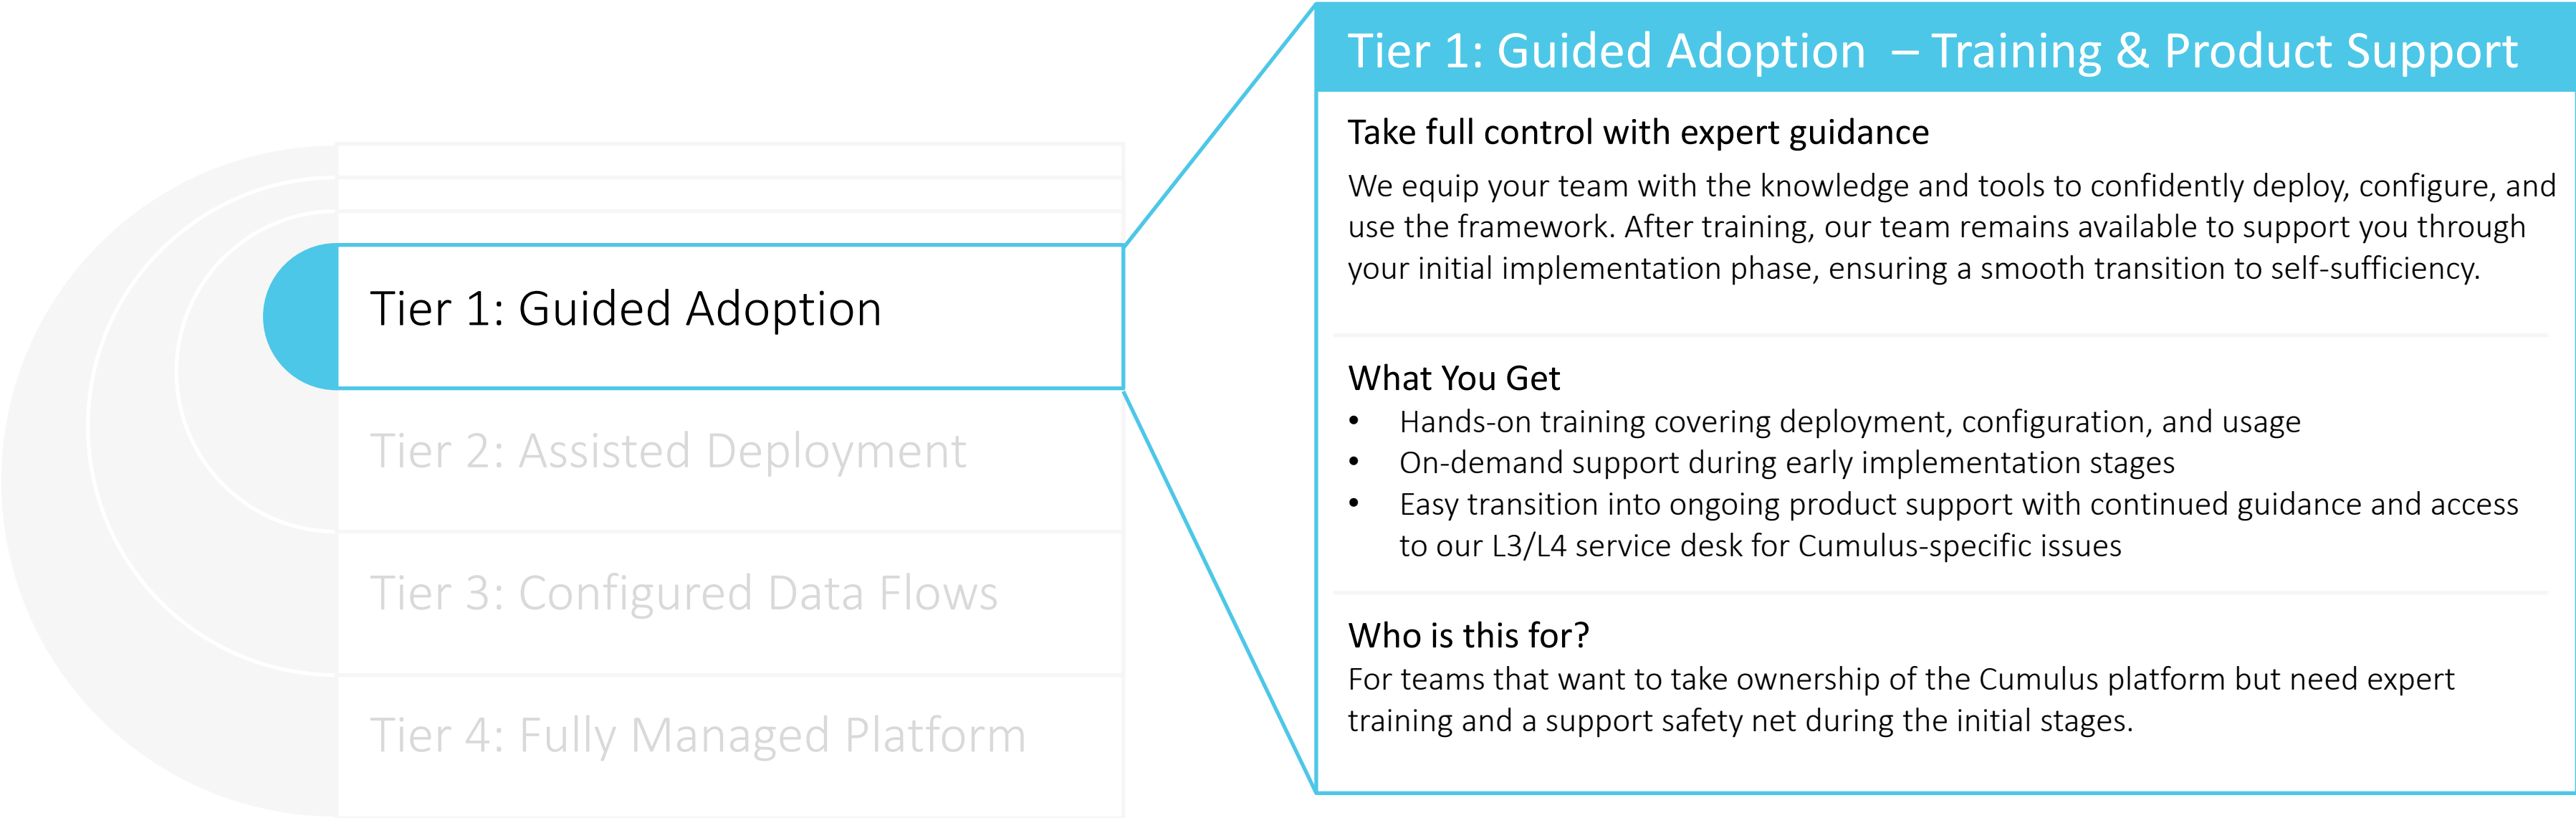 Tier 1: Guided Adoption
Tier 2: Assisted Deployment
Tier 3: Configured Data Flows
Tier 4: Fully Managed Platform
Tier 1: Guided Adoption – Training & Product Support
Take full control with expert guidance
We equip your team with the knowledge and tools to confidently deploy, configure, and
use the framework. After training, our team remains available to support you through
your initial implementation phase, ensuring a smooth transition to self-sufficiency.
What You Get
• Hands-on training covering deployment, configuration, and usage
• On-demand support during early implementation stages
• Easy transition into ongoing product support with continued guidance and access
to our L3/L4 service desk for Cumulus-specific issues
Who is this for?
For teams that want to take ownership of the Cumulus platform but need expert
training and a support safety net during the initial stages.